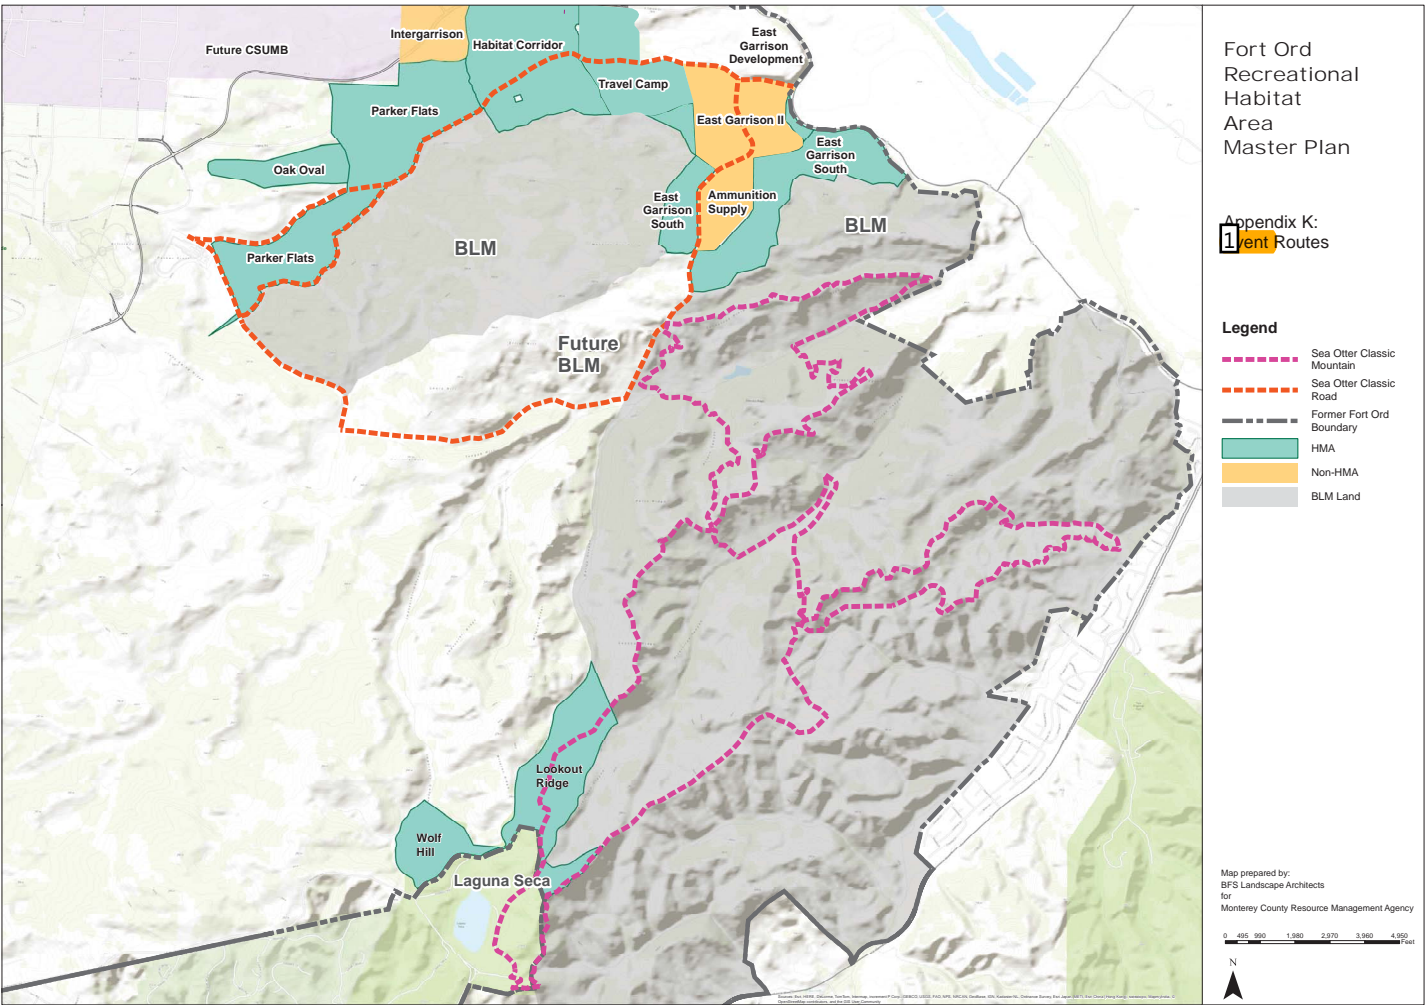 Future CSUMB
Intergarrison
Habitat Corridor
East
Garrison
Development
Travel Camp
Parker Flats
East Garrison II
East
Garrison
South
Oak Oval
East
Garrison
South
Ammunition
Supply
BLM
BLM
Parker Flats
Future
BLM
Lookout
Ridge
Wolf
Hill
Laguna Seca
Fort Ord
Recreational
Habitat
Area
Master Plan
Appendix K:
1vent Routes
Legend
Sea Otter Classic
Mountain
Sea Otter Classic
Road
Former Fort Ord
Boundary
HMA
Non-HMA
BLM Land
Map prepared by:
BFS Landscape Architects
for
Monterey County Resource Management Agency
0 495 990 1,980 2,970 3,960 4,950
Feet
N